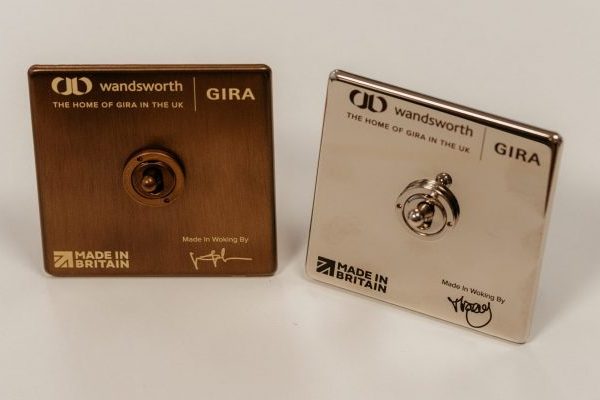 wandsworth
THE HOME OF GIRA IN THE UK
GIRA
Made In Woking By
MADE IN
BRITAIN
wandsworth
THE HOME OF GIRA IN THE UK
GIRA
MADE IN
BRITAIN
Made In Woking By